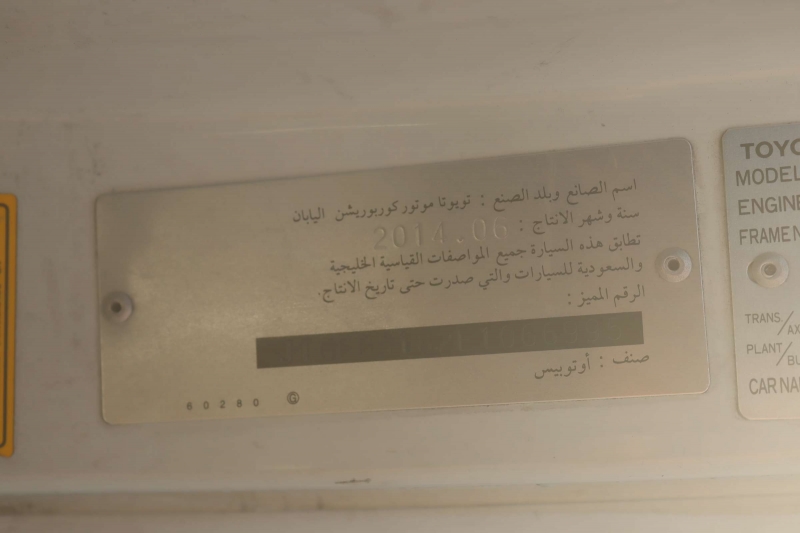 اسم الصانع وبلد الصنع : تويوتا موتور كوربوريشن اليابان
سنة وشهر الانتاج : 2014.06
تطابق هذه السيارة جميع المواصفات القياسية الخليجية
والسعودية للسيارات والتي صدرت حتى تاريخ الانتاج.
الرقم المميز :
صنف : أوتوبيس
60280 G
TOYO
MODEL
ENGINE
FRAME N
TRANS/AX
PLANT/BU
CAR NA